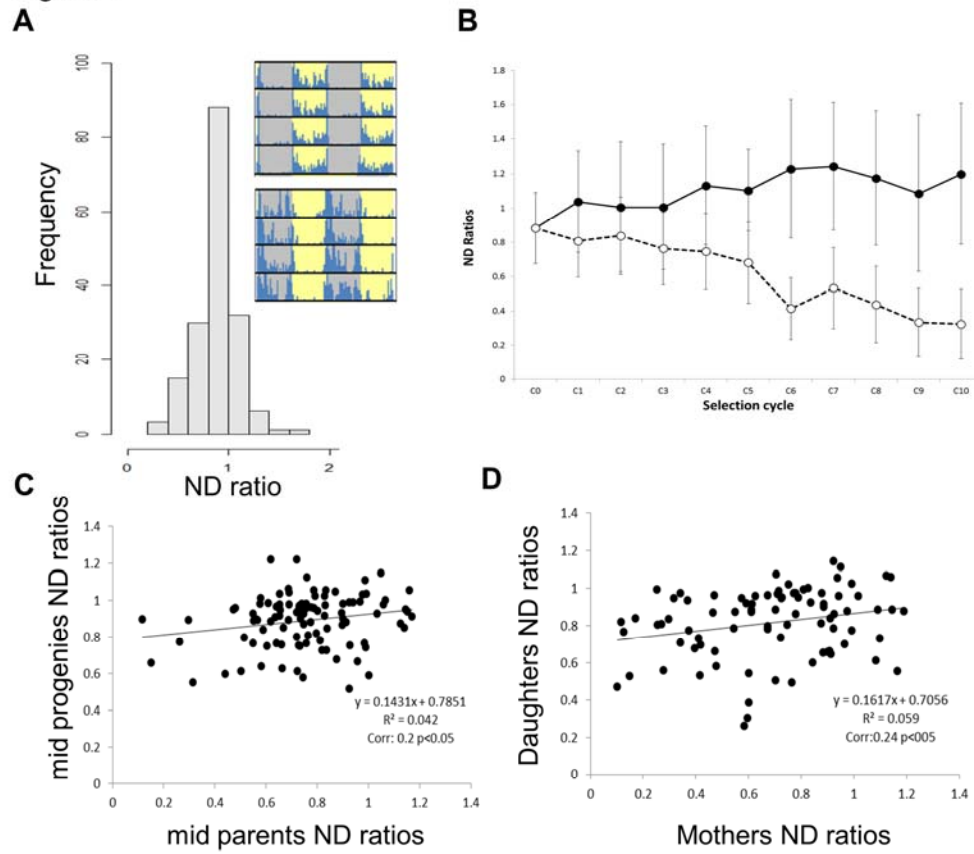 A
Frequency
0
20
40
60
80
100
0
1
2
ND ratio
B
ND Ratios
1.8
1.6
1.4
1.2
1
0.8
0.6
0.4
0.2
0
C0 C1 C2 C3 C4 C5 C6 C7 C8 C9 C10
Selection cycle
C
mid progenies ND ratios
1.4
1.2
1
0.8
0.6
0.4
0.2
0
y = 0.1431x + 0.7851
R² = 0.042
Corr: 0.2 p<0.05
0 0.2 0.4 0.6 0.8 1 1.2 1.4
mid parents ND ratios
D
Daughters ND ratios
1.4
1.2
1
0.8
0.6
0.4
0.2
0
y = 0.1617x + 0.7056
R² = 0.059
Corr:0.24 p<005
0 0.2 0.4 0.6 0.8 1 1.2 1.4
Mothers ND ratios